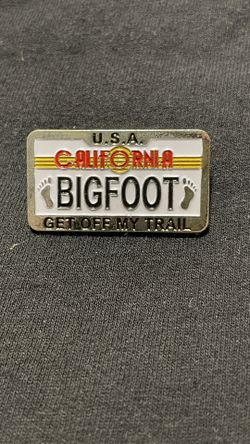 U.S.A.
CALIFORNIA
BIGFOOT
GET OFF MY TRAIL